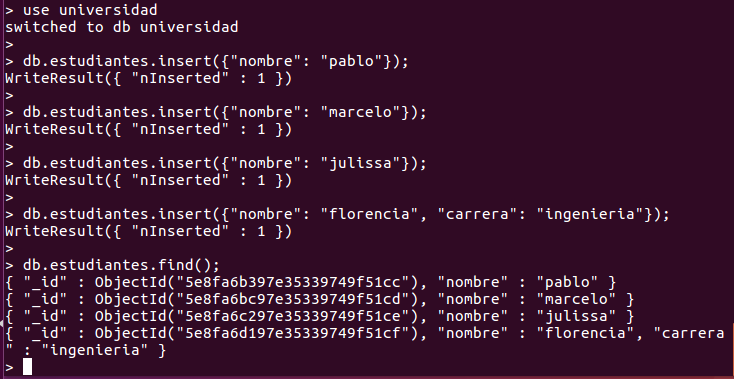 > use universidad
switched to db universidad
>
> db.estudiantes.insert({"nombre": "pablo"});
WriteResult({ "nInserted" : 1 })
>
> db.estudiantes.insert({"nombre": "marcelo"});
WriteResult({ "nInserted" : 1 })
>
> db.estudiantes.insert({"nombre": "julissa"});
WriteResult({ "nInserted" : 1 })
>
> db.estudiantes.insert({"nombre": "florencia", "carrera": "ingenieria"});
WriteResult({ "nInserted" : 1 })
>
> db.estudiantes.find();
{ "_id" : ObjectId("5e8fa6b397e35339749f51cc"), "nombre" : "pablo" }
{ "_id" : ObjectId("5e8fa6bc97e35339749f51cd"), "nombre" : "marcelo" }
{ "_id" : ObjectId("5e8fa6c297e35339749f51ce"), "nombre" : "julissa" }
{ "_id" : ObjectId("5e8fa6d197e35339749f51cf"), "nombre" : "florencia", "carrera
" : "ingenieria" }
>